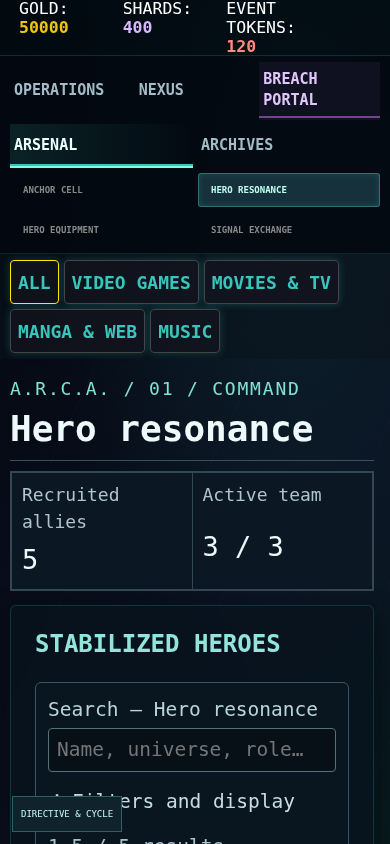 GOLD: SHARDS: EVENT
50000 400 TOKENS:
120
OPERATIONS NEXUS BREACH PORTAL
ARSENAL ARCHIVES
ANCHOR CELL HERO RESONANCE
HERO EQUIPMENT SIGNAL EXCHANGE
ALL VIDEO GAMES MOVIES & TV
MANGA & WEB MUSIC
A.R.C.A. / 01 / COMMAND
Hero resonance
Recruited allies
5
Active team
3 / 3
STABILIZED HEROES
Search — Hero resonance
Name, universe, role…
ers and display
DIRECTIVE & CYCLE